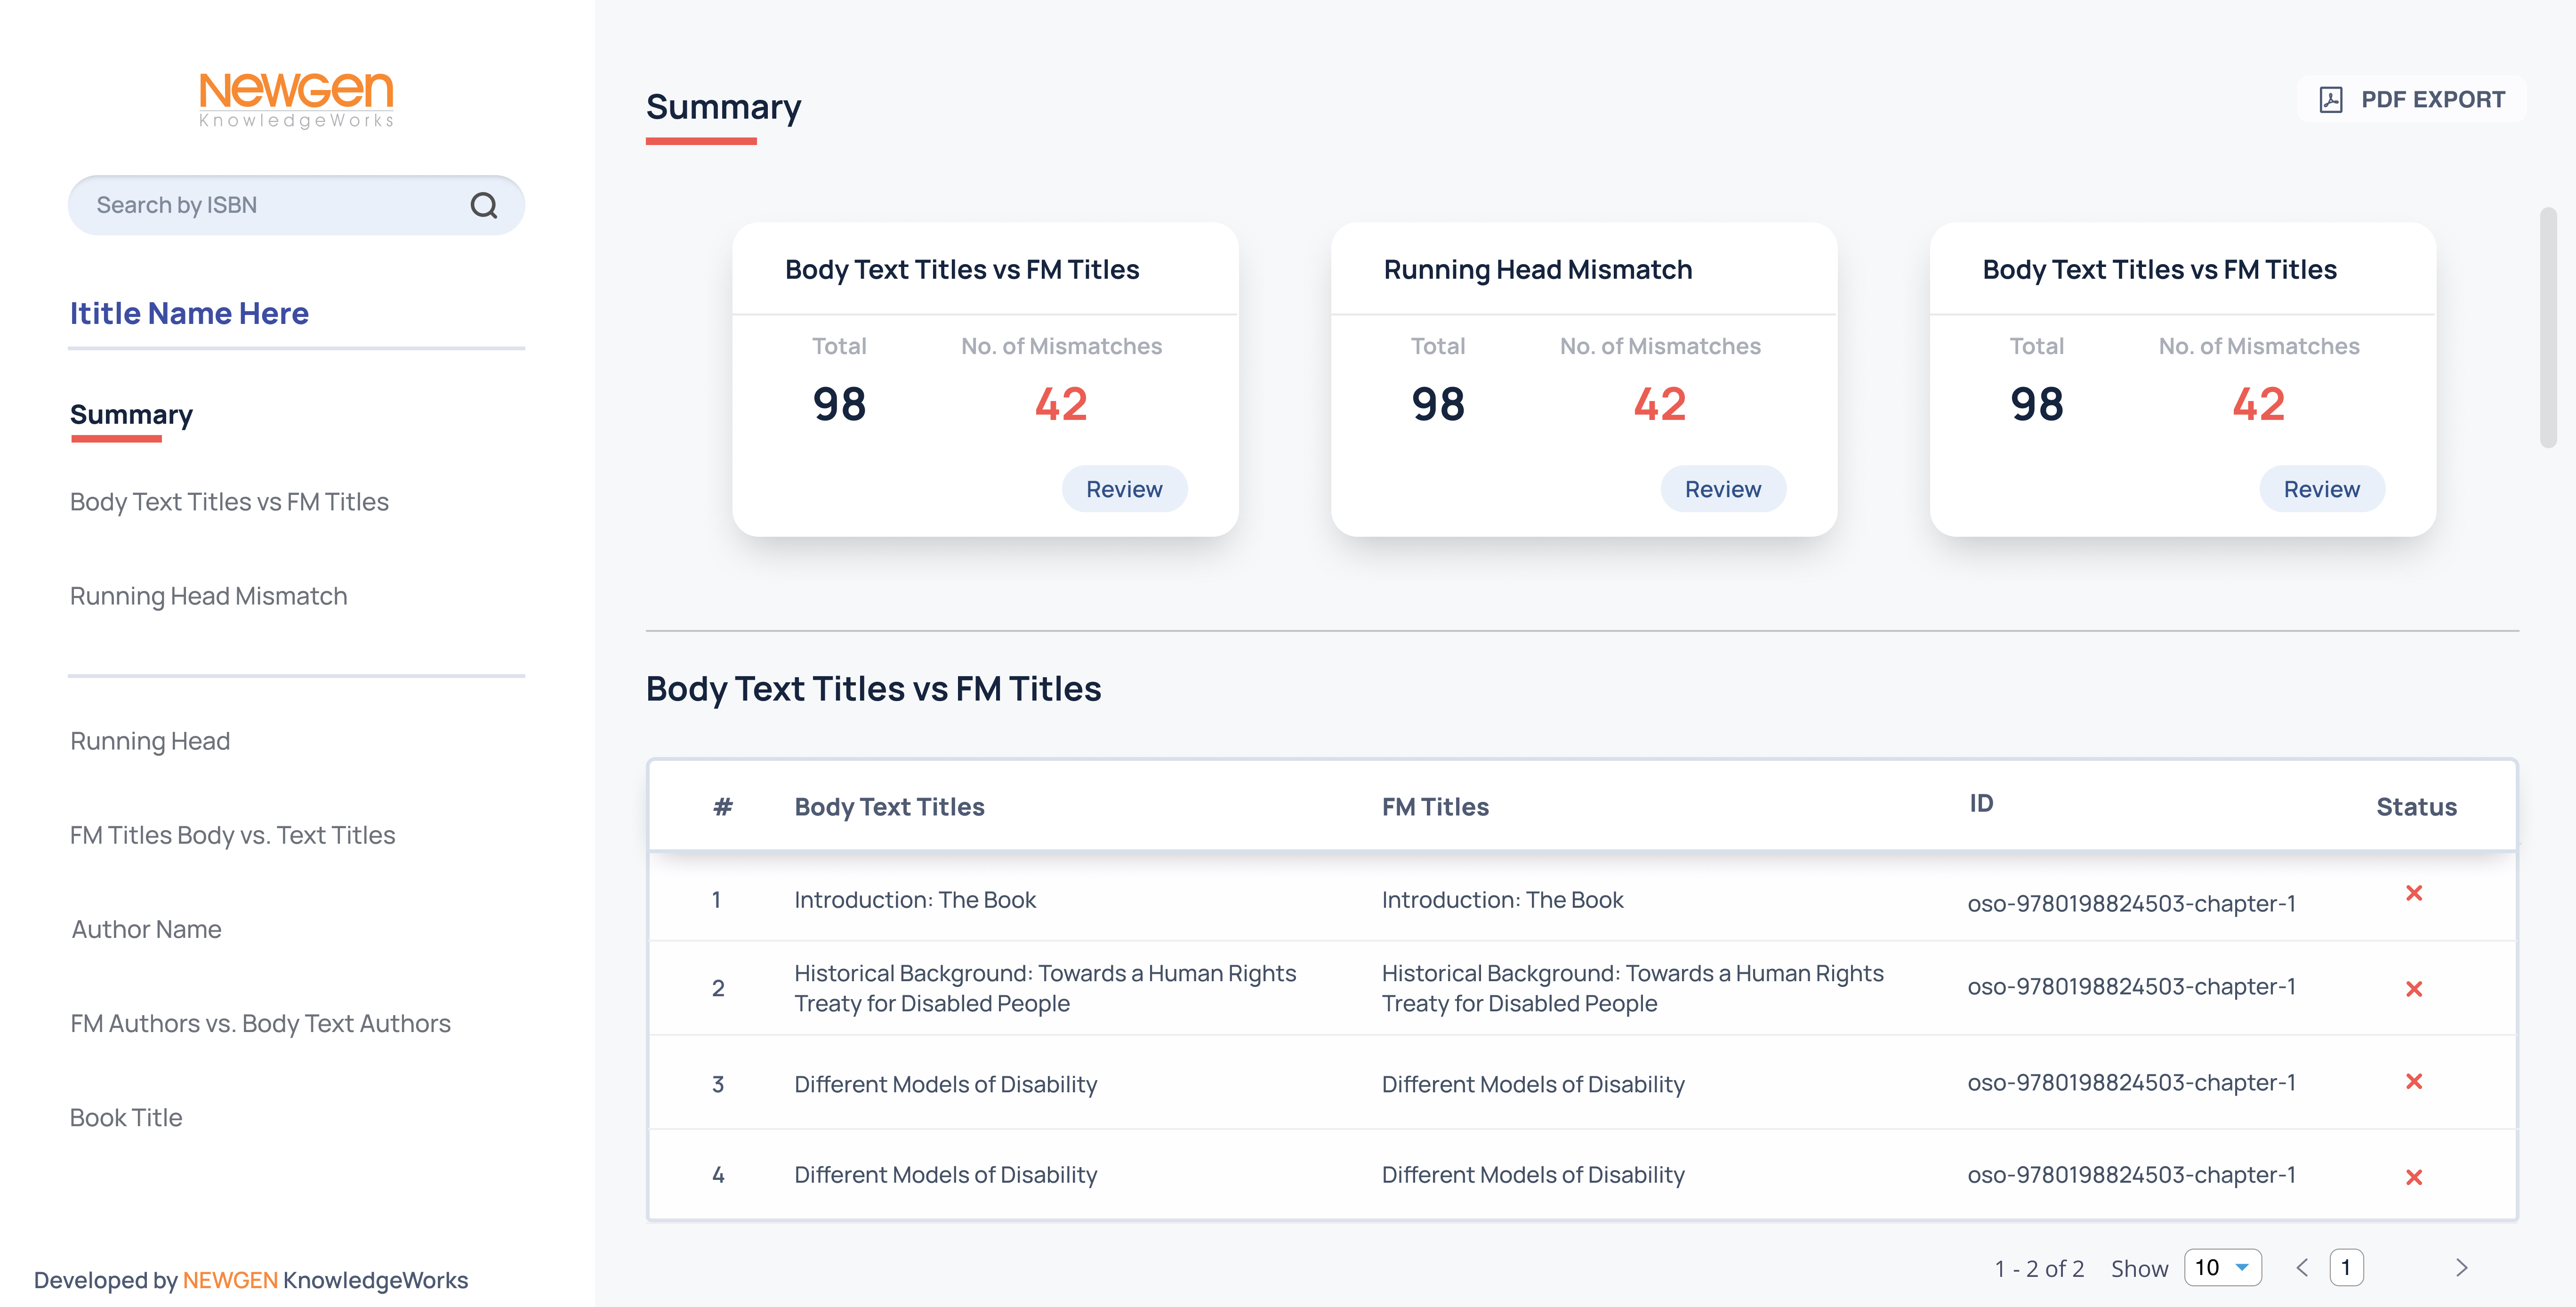 NewGen
KnowledgeWorks
Search by ISBN
Ititle Name Here
Summary
Body Text Titles vs FM Titles
Running Head Mismatch
Running Head
FM Titles Body vs. Text Titles
Author Name
FM Authors vs. Body Text Authors
Book Title
Developed by NEWGEN KnowledgeWorks
Summary
PDF EXPORT
Body Text Titles vs FM Titles
Total No. of Mismatches
98 42
Review
Running Head Mismatch
Total No. of Mismatches
98 42
Review
Body Text Titles vs FM Titles
Total No. of Mismatches
98 42
Review
Body Text Titles vs FM Titles
# Body Text Titles FM Titles ID Status
1 Introduction: The Book Introduction: The Book oso-9780198824503-chapter-1
2 Historical Background: Towards a Human Rights Treaty for Disabled People Historical Background: Towards a Human Rights Treaty for Disabled People oso-9780198824503-chapter-1
3 Different Models of Disability Different Models of Disability oso-9780198824503-chapter-1
4 Different Models of Disability Different Models of Disability oso-9780198824503-chapter-1
1 - 2 of 2 Show 10 < 1 >